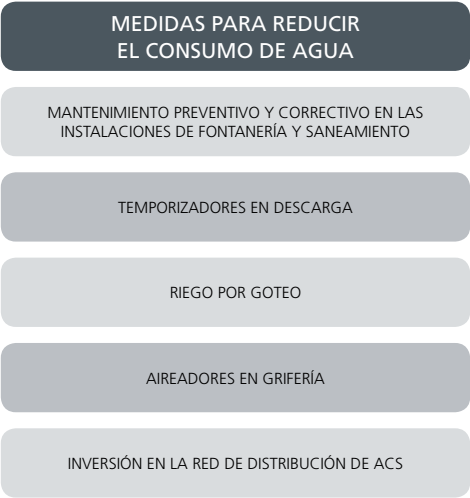 MEDIDAS PARA REDUCIR
EL CONSUMO DE AGUA
MANTENIMIENTO PREVENTIVO Y CORRECTIVO EN LAS
INSTALACIONES DE FONTANERÍA Y SANEAMIENTO
TEMPORIZADORES EN DESCARGA
RIEGO POR GOTEO
AIREADORES EN GRIFERÍA
INVERSIÓN EN LA RED DE DISTRIBUCIÓN DE ACS